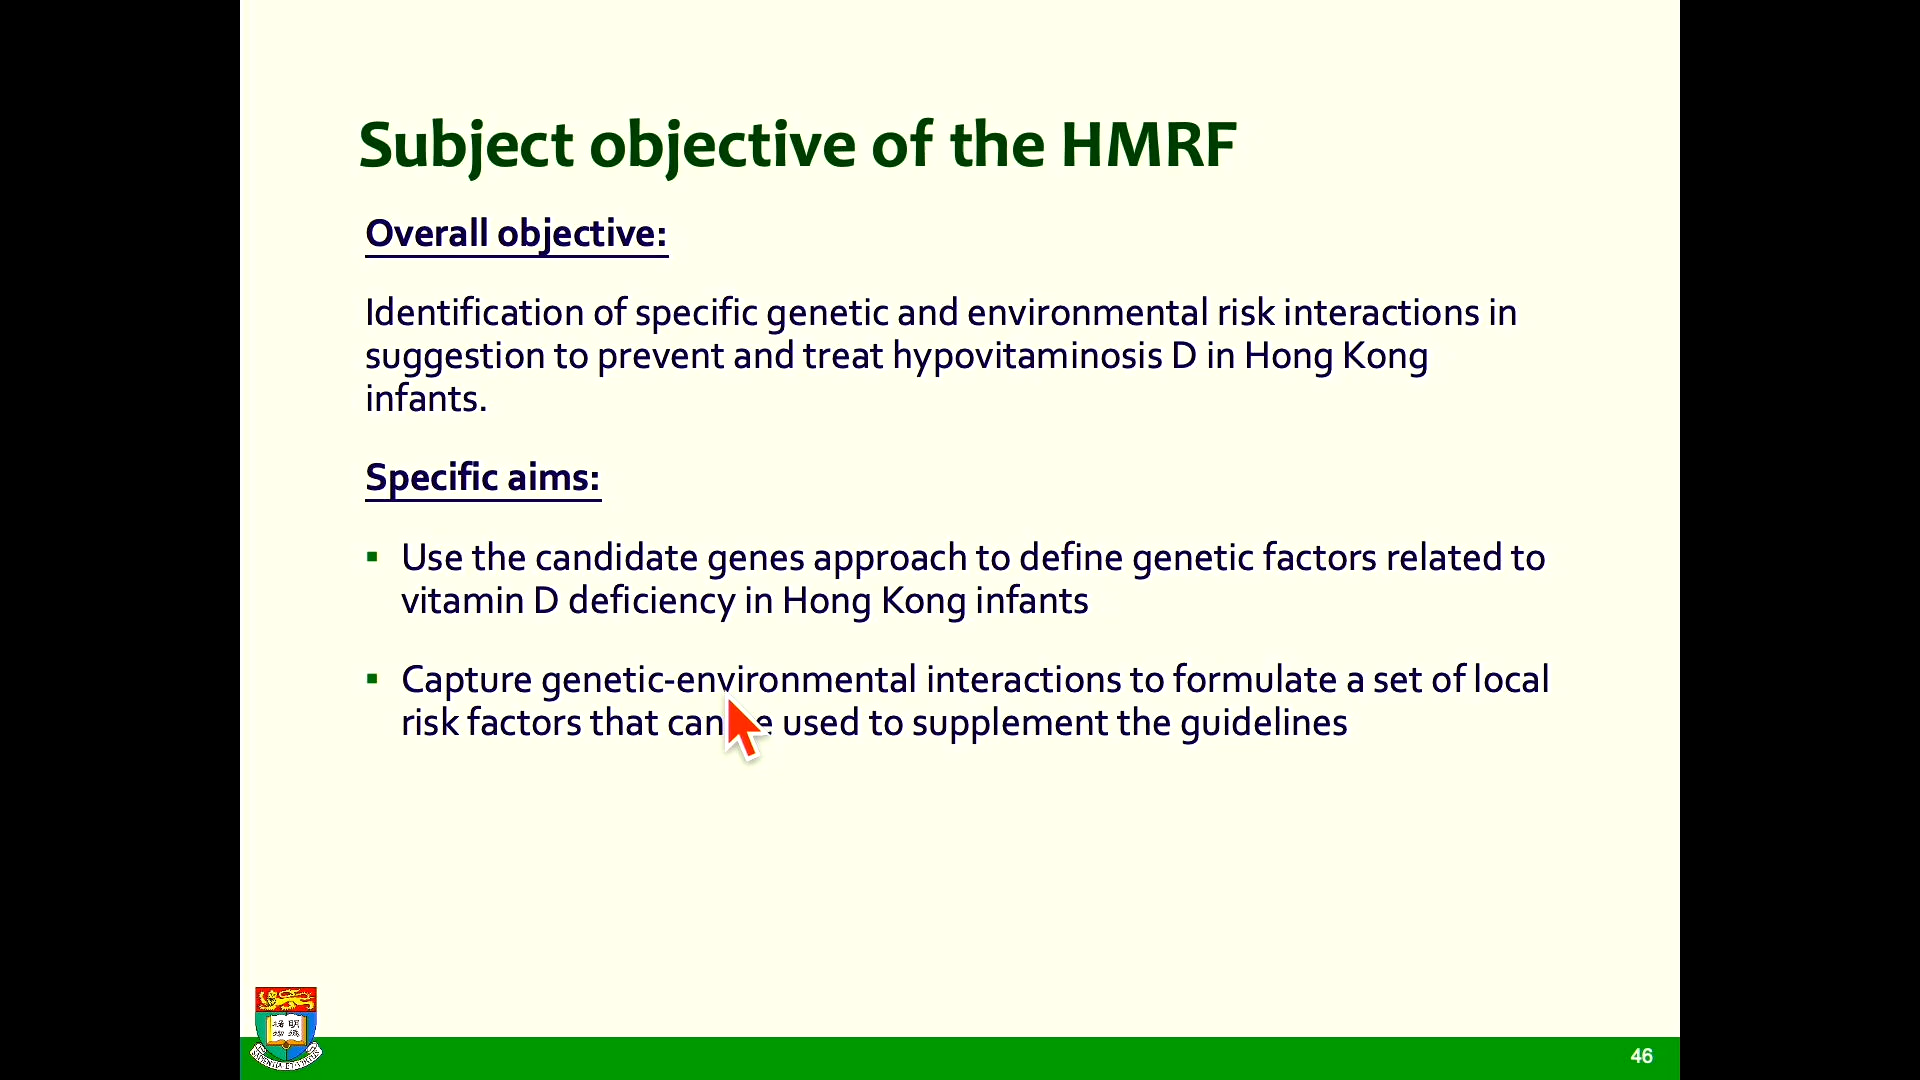 Subject objective of the HMRF
Overall objective:
Identification of specific genetic and environmental risk interactions in
suggestion to prevent and treat hypovitaminosis D in Hong Kong
infants.
Specific aims:
▪ Use the candidate genes approach to define genetic factors related to
vitamin D deficiency in Hong Kong infants
▪ Capture genetic-environmental interactions to formulate a set of local
risk factors that can used to supplement the guidelines
46